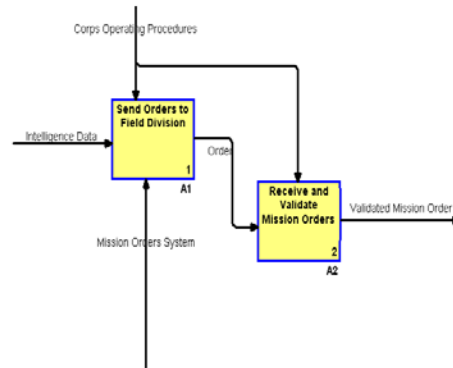 Corps Operating Procedures
Send Orders to
Field Division
Intelligence Data
1
Order
A1
Receive and
Validate
Mission Orders
Validated Mission Order
Mission Orders System
2
A2